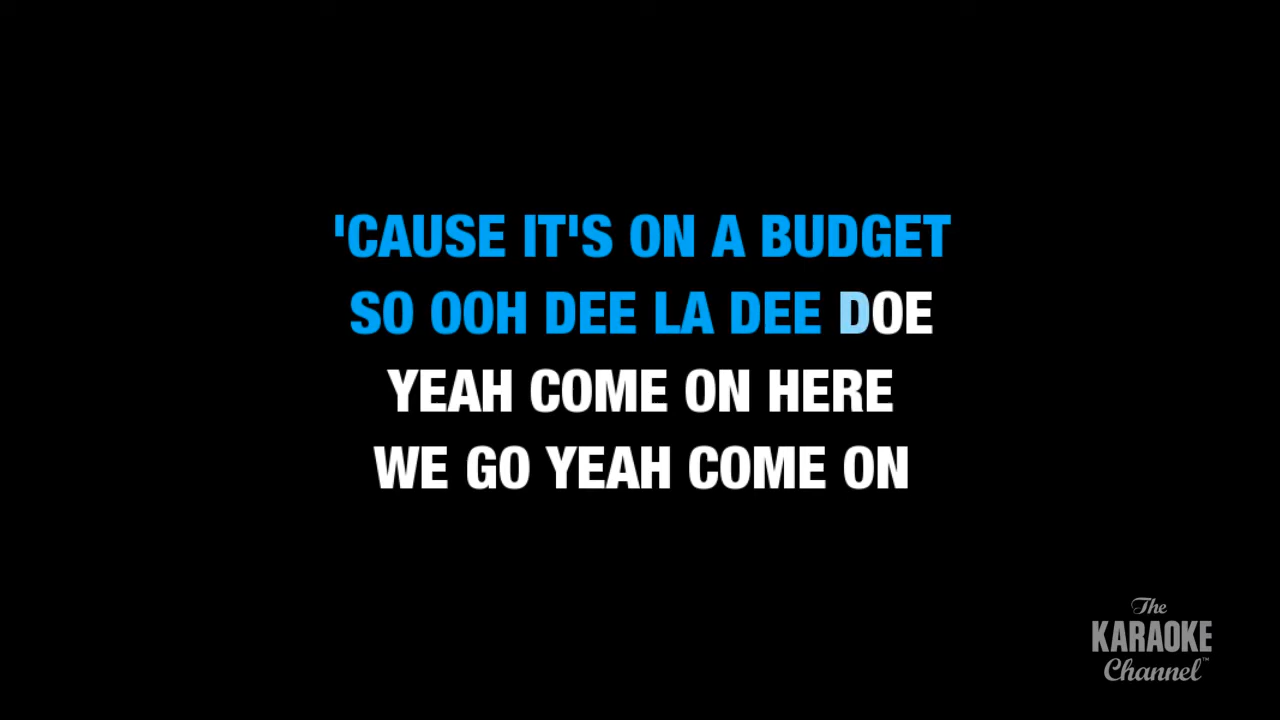 'CAUSE IT'S ON A BUDGET
SO OOH DEE LA DEE DOE
YEAH COME ON HERE
WE GO YEAH COME ON
The
KARAOKE
Channel™